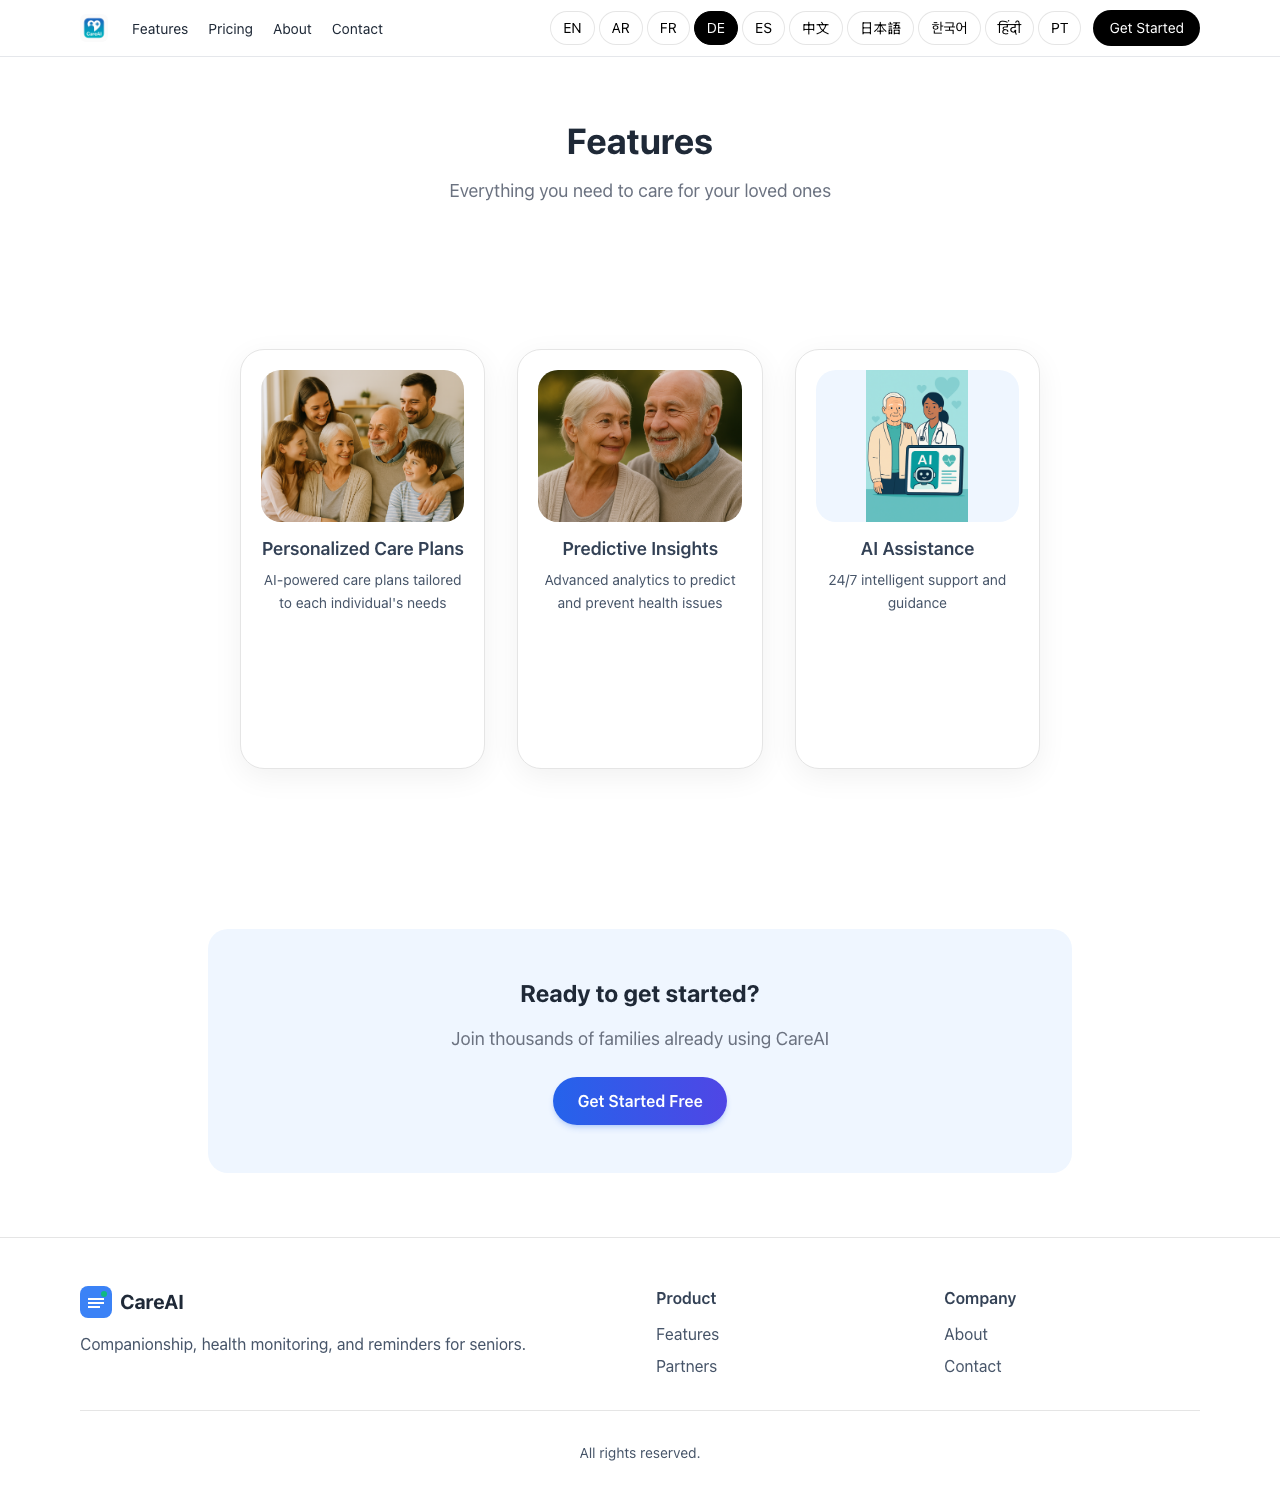 CareAI
Features
Pricing
About
Contact
EN
AR
FR
DE
ES
中文
日本語
한국어
हिंदी
PT
Get Started
Features
Everything you need to care for your loved ones
AI
Personalized Care Plans
AI-powered care plans tailored
to each individual's needs
Predictive Insights
Advanced analytics to predict
and prevent health issues
AI Assistance
24/7 intelligent support and
guidance
Ready to get started?
Join thousands of families already using CareAI
Get Started Free
CareAI
Companionship, health monitoring, and reminders for seniors.
Product
Features
Partners
Company
About
Contact
All rights reserved.